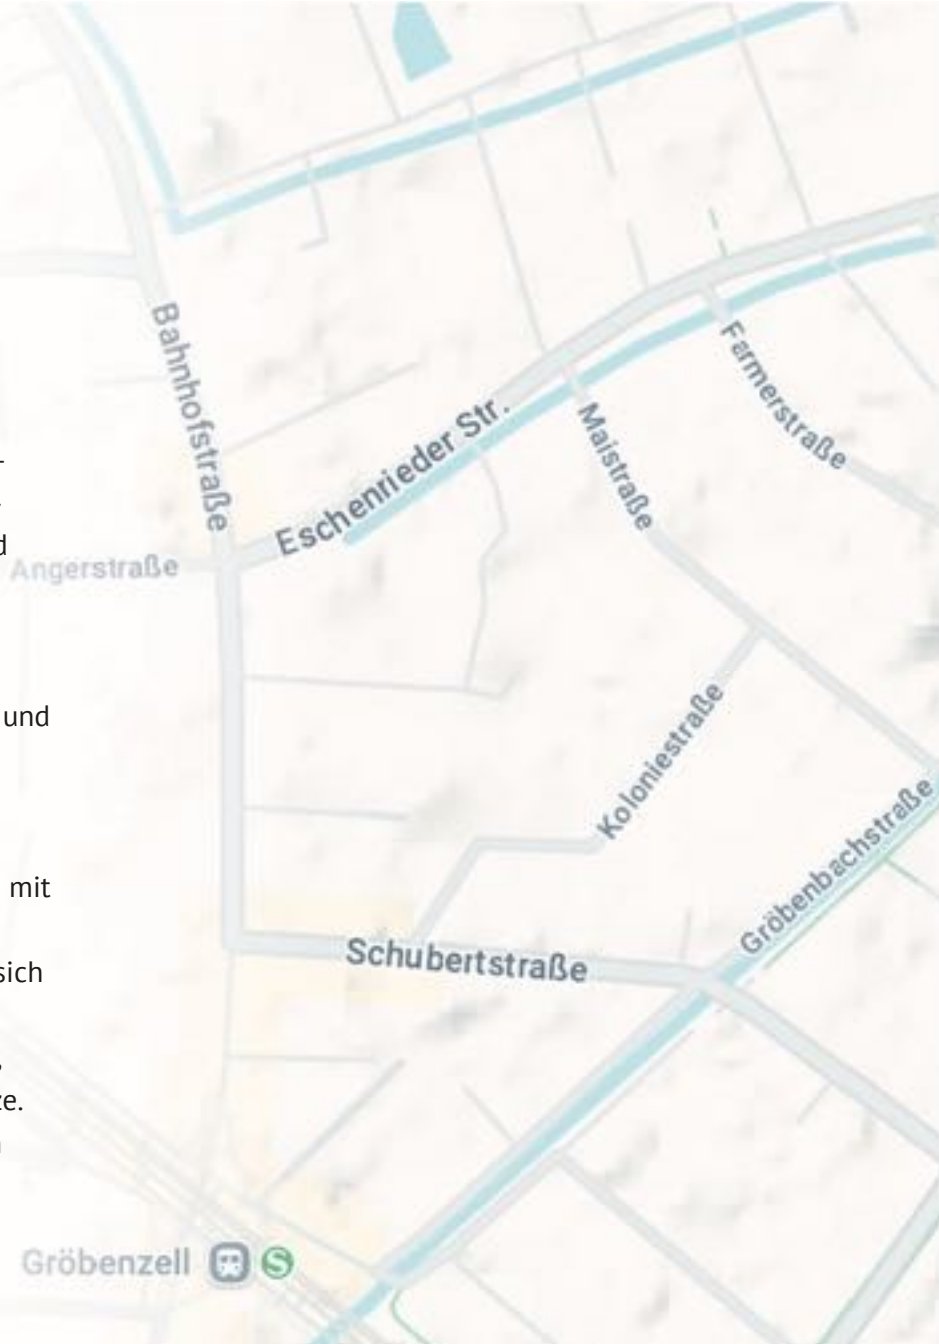 Bahnhofstraße
Farmerstraße
Maistraße
Eschenrieder Str.
d
Angerstraße
und
Koloniestraße
Gröbenbachstraße
mit
Schubertstraße
sich
ze.
Gröbenzell S